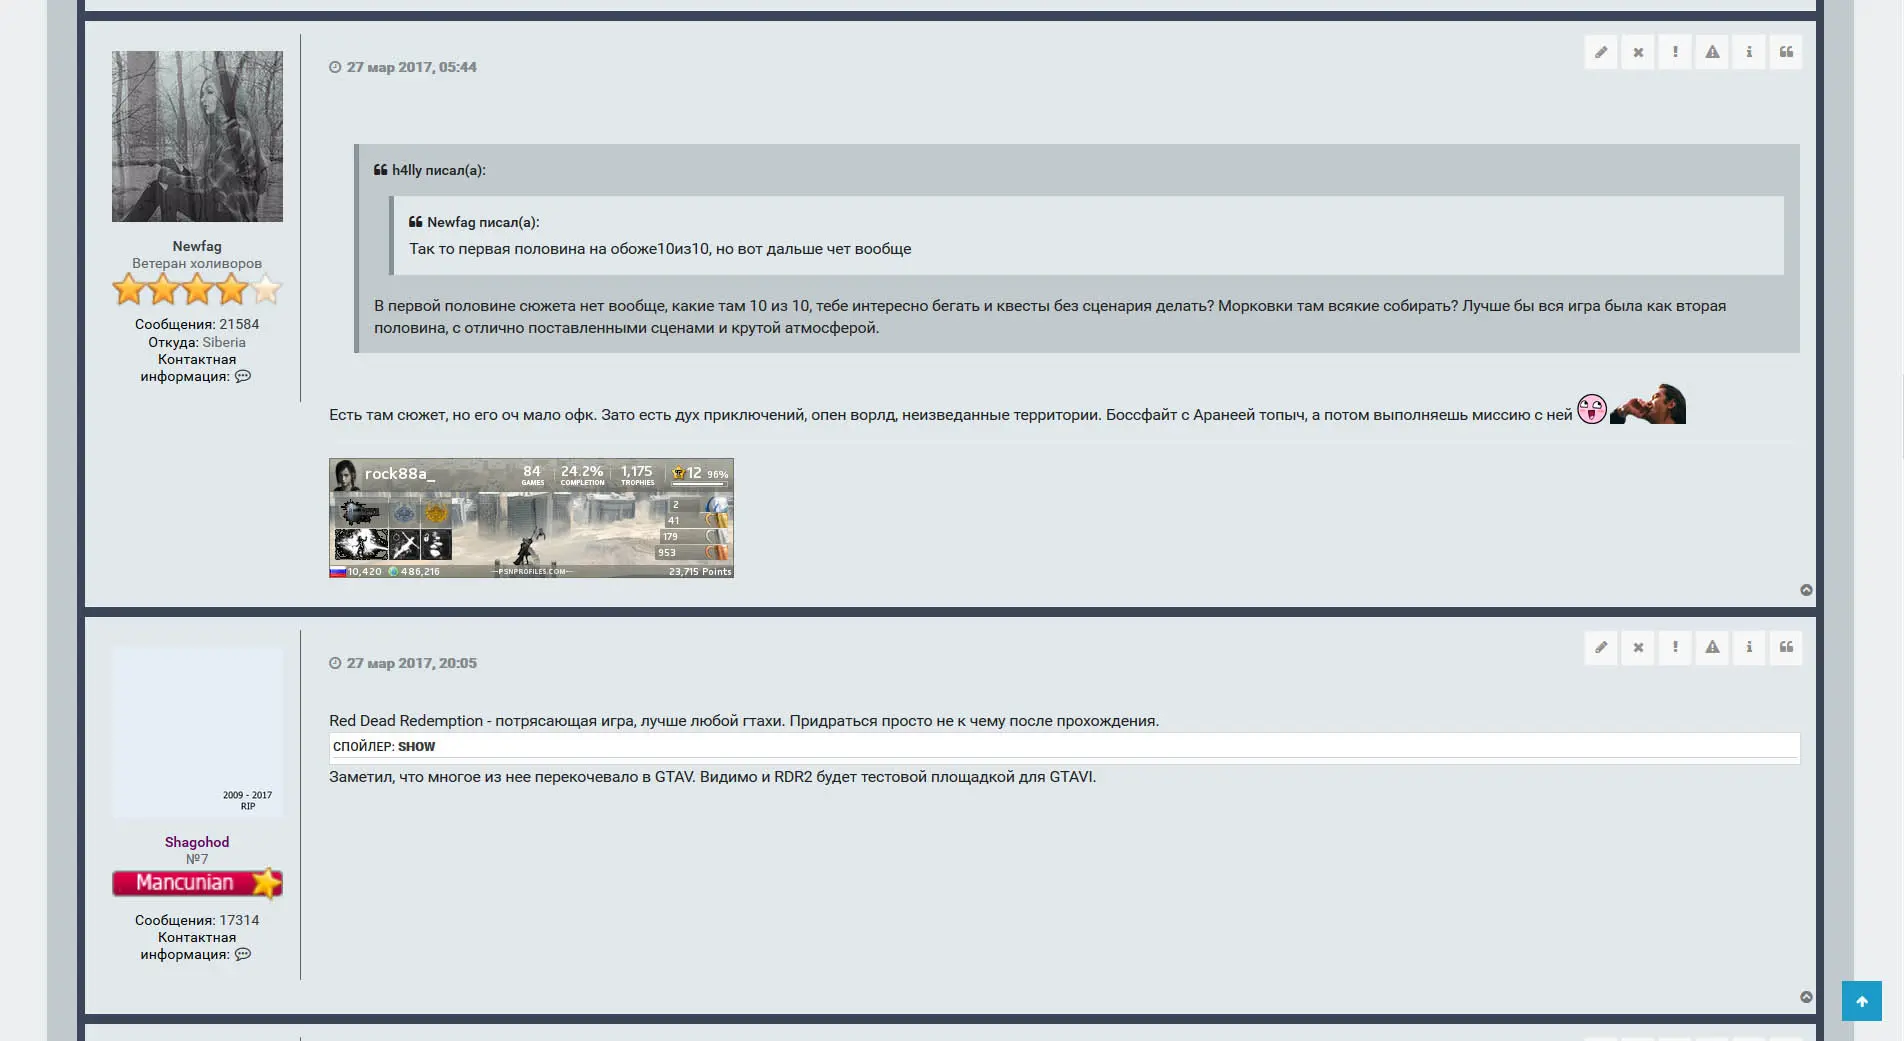 Newfag
Ветеран холиворов
Сообщения: 21584
Откуда: Siberia
Контактная
информация:
27 мар 2017, 05:44
h4lly писал(а):
Newfag писал(а):
Так то первая половина на обоже10из10, но вот дальше чет вообще
В первой половине сюжета нет вообще, какие там 10 из 10, тебе интересно бегать и квесты без сценария делать? Морковки там всякие собирать? Лучше бы вся игра была как вторая
половина, с отлично поставленными сценами и крутой атмосферой.
Есть там сюжет, но его оч мало офк. Зато есть дух приключений, опен ворлд, неизведанные территории. Боссфайт с Аранеей топыч, а потом выполняешь миссию с ней
rock88a_ 84 24.2% 1,175 12 96%
GAMES COMPLETION TROPHIES
2
41
179
953
10,420 486,216 PSNPROFILES.COM 23,715 Points
2009 - 2017
RIP
Shagohod
№7
Mancunian
Сообщения: 17314
Контактная
информация:
27 мар 2017, 20:05
Red Dead Redemption - потрясающая игра, лучше любой гтахи. Придраться просто не к чему после прохождения.
СПОЙЛЕР: SHOW
Заметил, что многое из нее перекочевало в GTAV. Видимо и RDR2 будет тестовой площадкой для GTAVI.